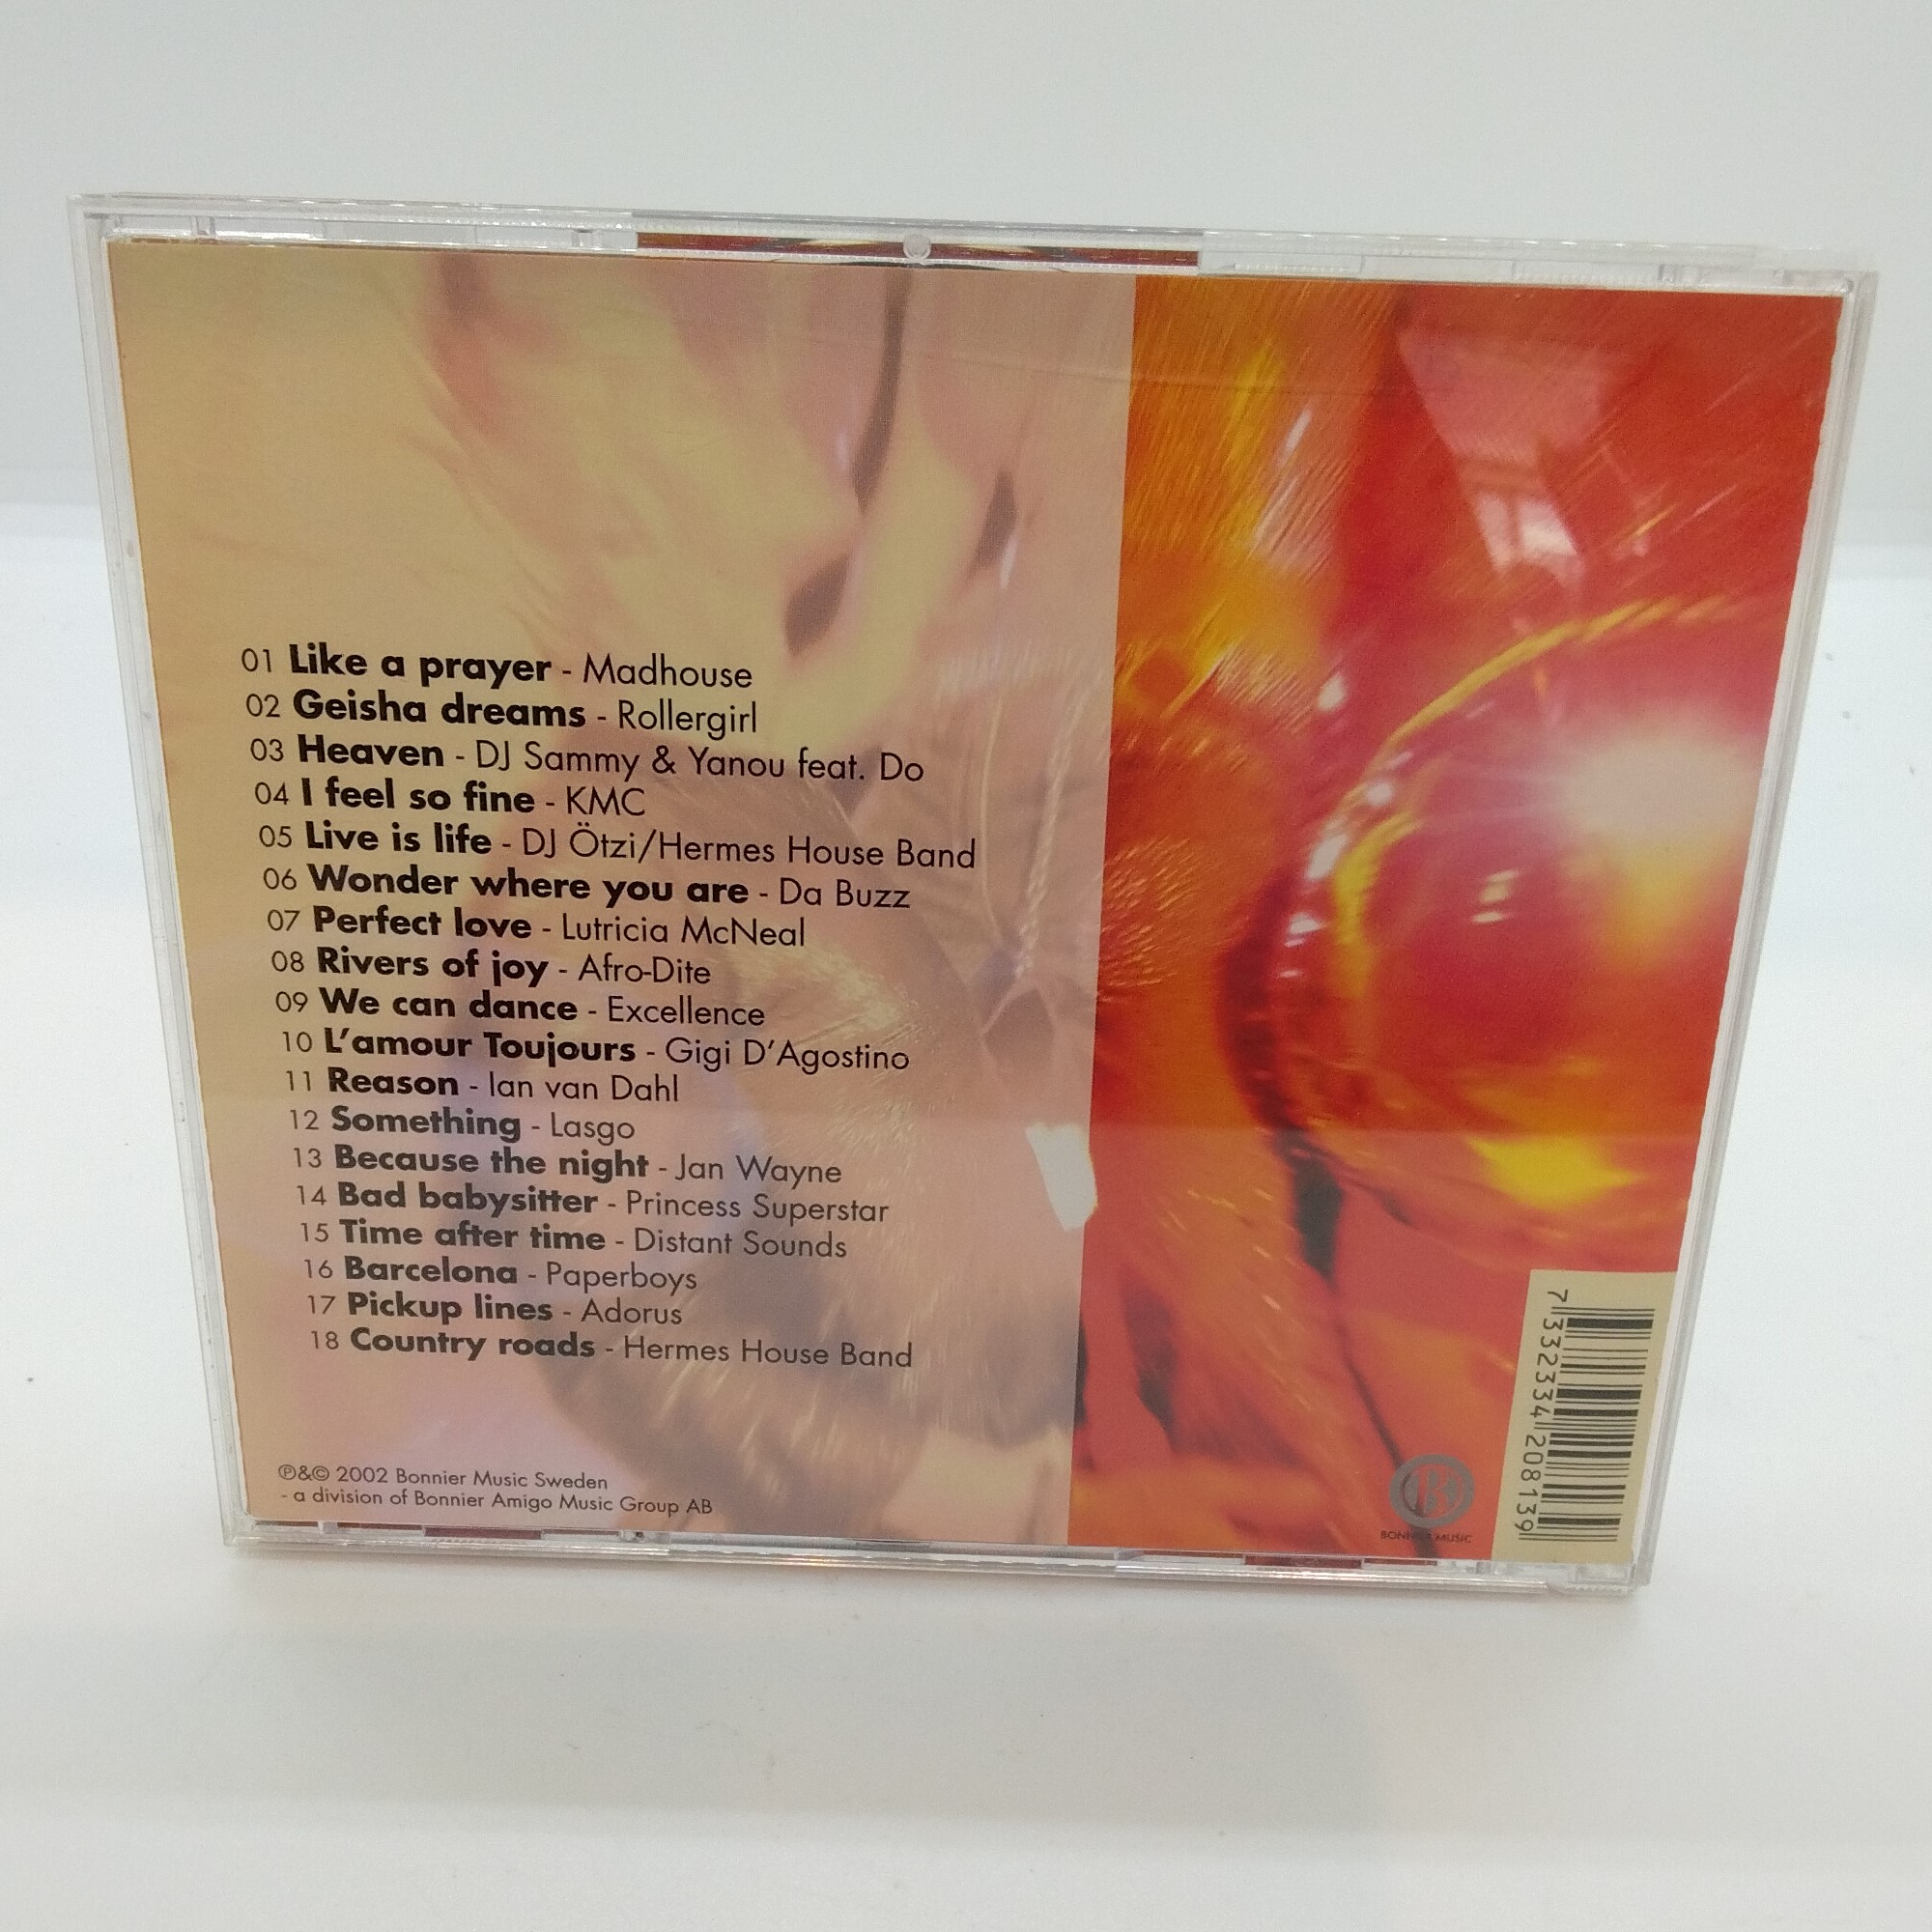 01 Like a prayer - Madhouse
02 Geisha dreams - Rollergirl
03 Heaven - DJ Sammy & Yanou feat. Do
04 I feel so fine - KMC
05 Live is life - DJ Ötzi/Hermes House Band
06 Wonder where you are - Da Buzz
07 Perfect love - Lutricia McNeal
08 Rivers of joy - Afro-Dite
09 We can dance - Excellence
10 L'amour Toujours - Gigi D'Agostino
11 Reason - Ian van Dahl
12 Something - Lasgo
13 Because the night - Jan Wayne
14 Bad babysitter - Princess Superstar
15 Time after time - Distant Sounds
16 Barcelona - Paperboys
17 Pickup lines - Adorus
18 Country roads - Hermes House Band
℗&© 2002 Bonnier Music Sweden
- a division of Bonnier Amigo Music Group AB
BONNIER MUSIC
7 332334 208139